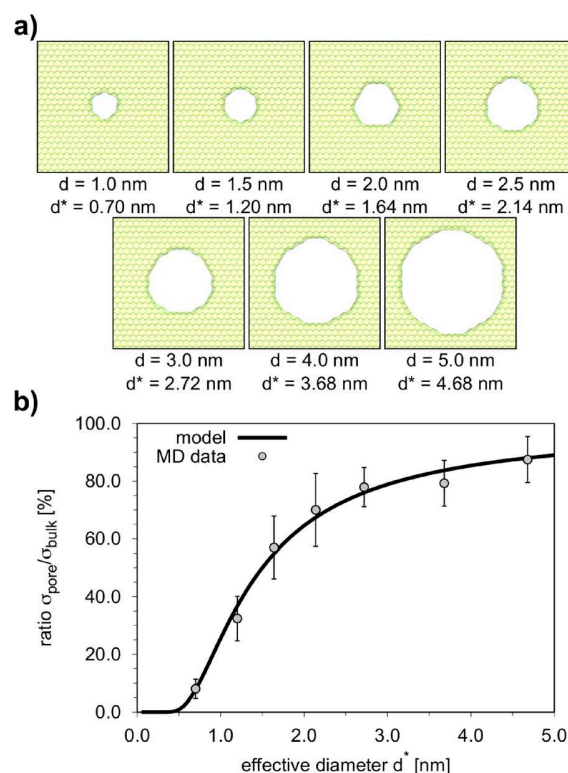 a)
d = 1.0 nm d = 1.5 nm d = 2.0 nm d = 2.5 nm
d* = 0.70 nm d* = 1.20 nm d* = 1.64 nm d* = 2.14 nm
d = 3.0 nm d = 4.0 nm d = 5.0 nm
d* = 2.72 nm d* = 3.68 nm d* = 4.68 nm
b)
100.0
model
MD data
80.0
60.0
40.0
20.0
0.0
ratio σpore/σbulk [%]
0.0 1.0 2.0 3.0 4.0 5.0
effective diameter d* [nm]